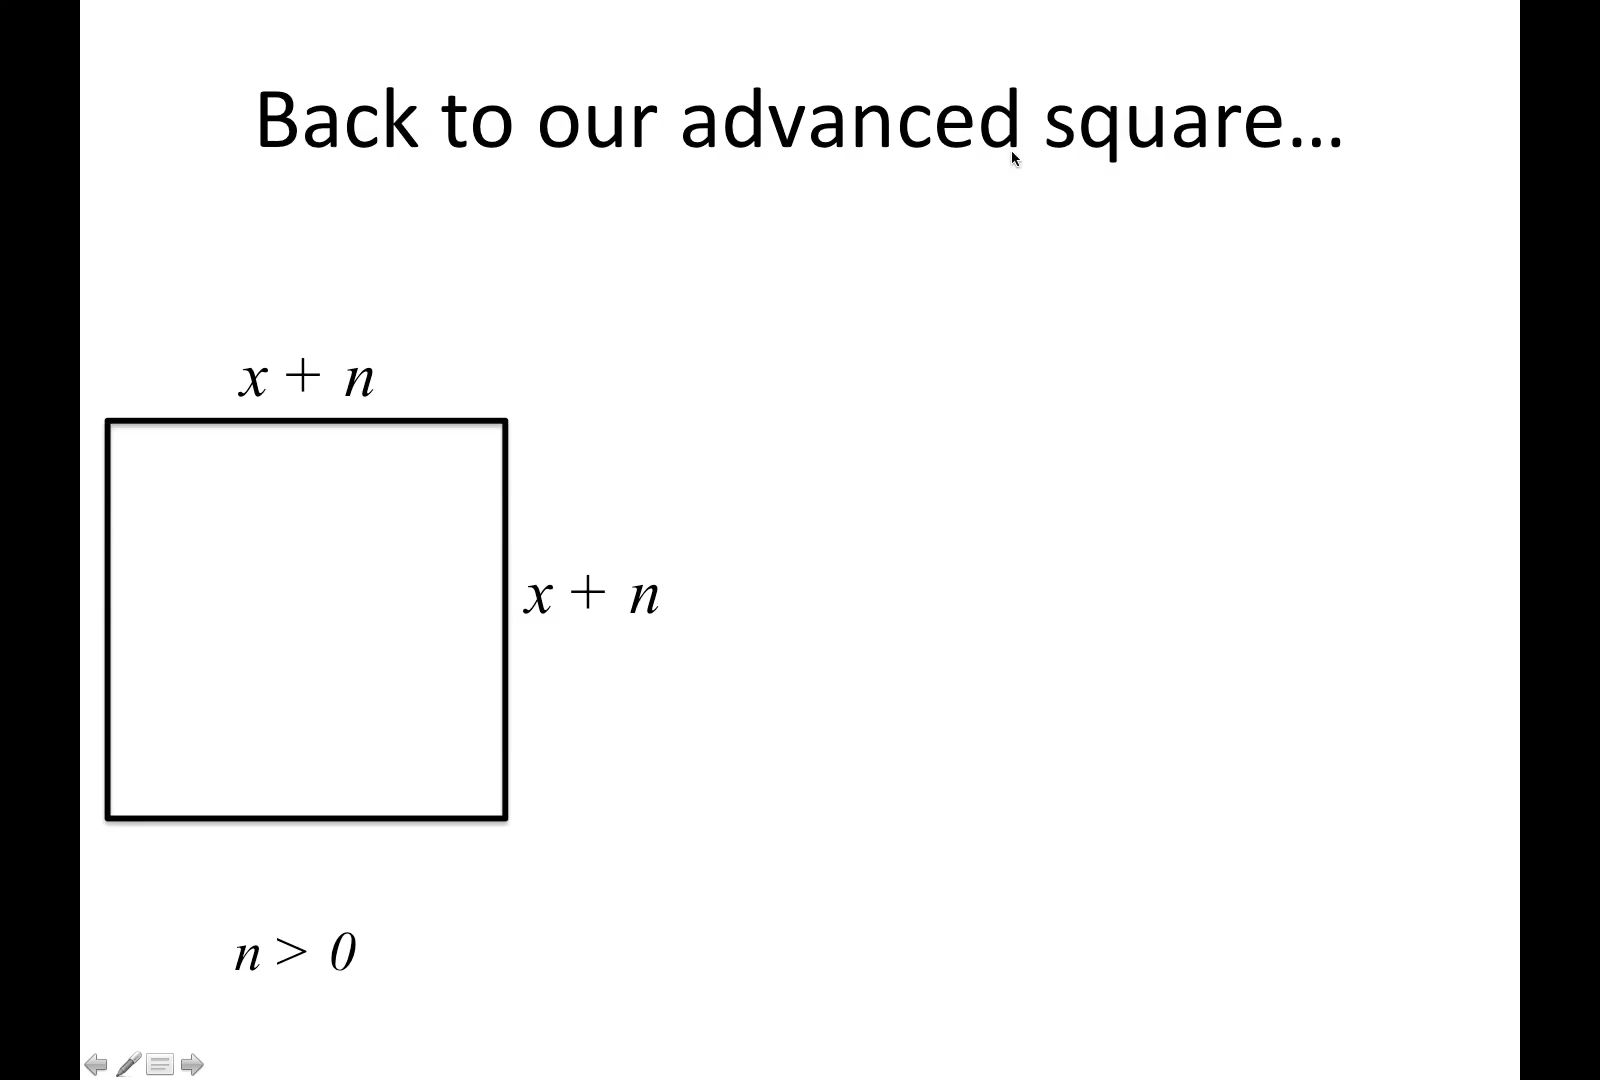 Back to our advanced square…
x + n
x + n
n > 0